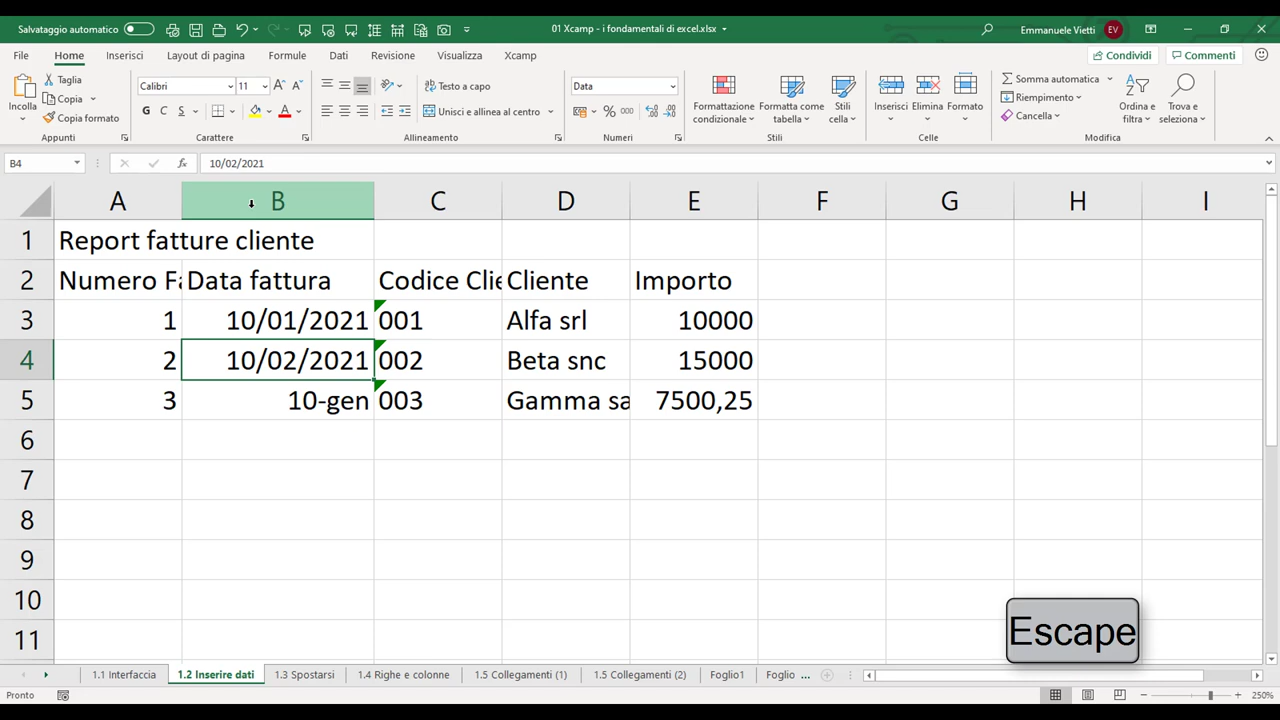 Salvataggio automatico
01 Xcamp - i fondamentali di excel.xlsx
Emmanuele Vietti EV
File Home Inserisci Layout di pagina Formule Dati Revisione Visualizza Xcamp Condividi Commenti
Incolla
Taglia
Copia
Copia formato
Calibri 11
G C S
Testo a capo
Unisci e allinea al centro
Data
% 000
Formattazione condizionale
Formatta come tabella
Stili cella
Inserisci
Elimina
Formato
Somma automatica
Riempimento
Cancella
Ordina e filtra
Trova e seleziona
Appunti Carattere Allineamento Numeri Stili Celle Modifica
B4 fx 10/02/2021
A B C D E F G H I
1 Report fatture cliente
2 Numero Fa Data fattura Codice Clie Cliente Importo
3 1 10/01/2021 001 Alfa srl 10000
4 2 10/02/2021 002 Beta snc 15000
5 3 10-gen 003 Gamma sa 7500,25
6
7
8
9
10
11
Escape
1.1 Interfaccia 1.2 Inserire dati 1.3 Spostarsi 1.4 Righe e colonne 1.5 Collegamenti (1) 1.5 Collegamenti (2) Foglio1 Foglio ...
Pronto 250%